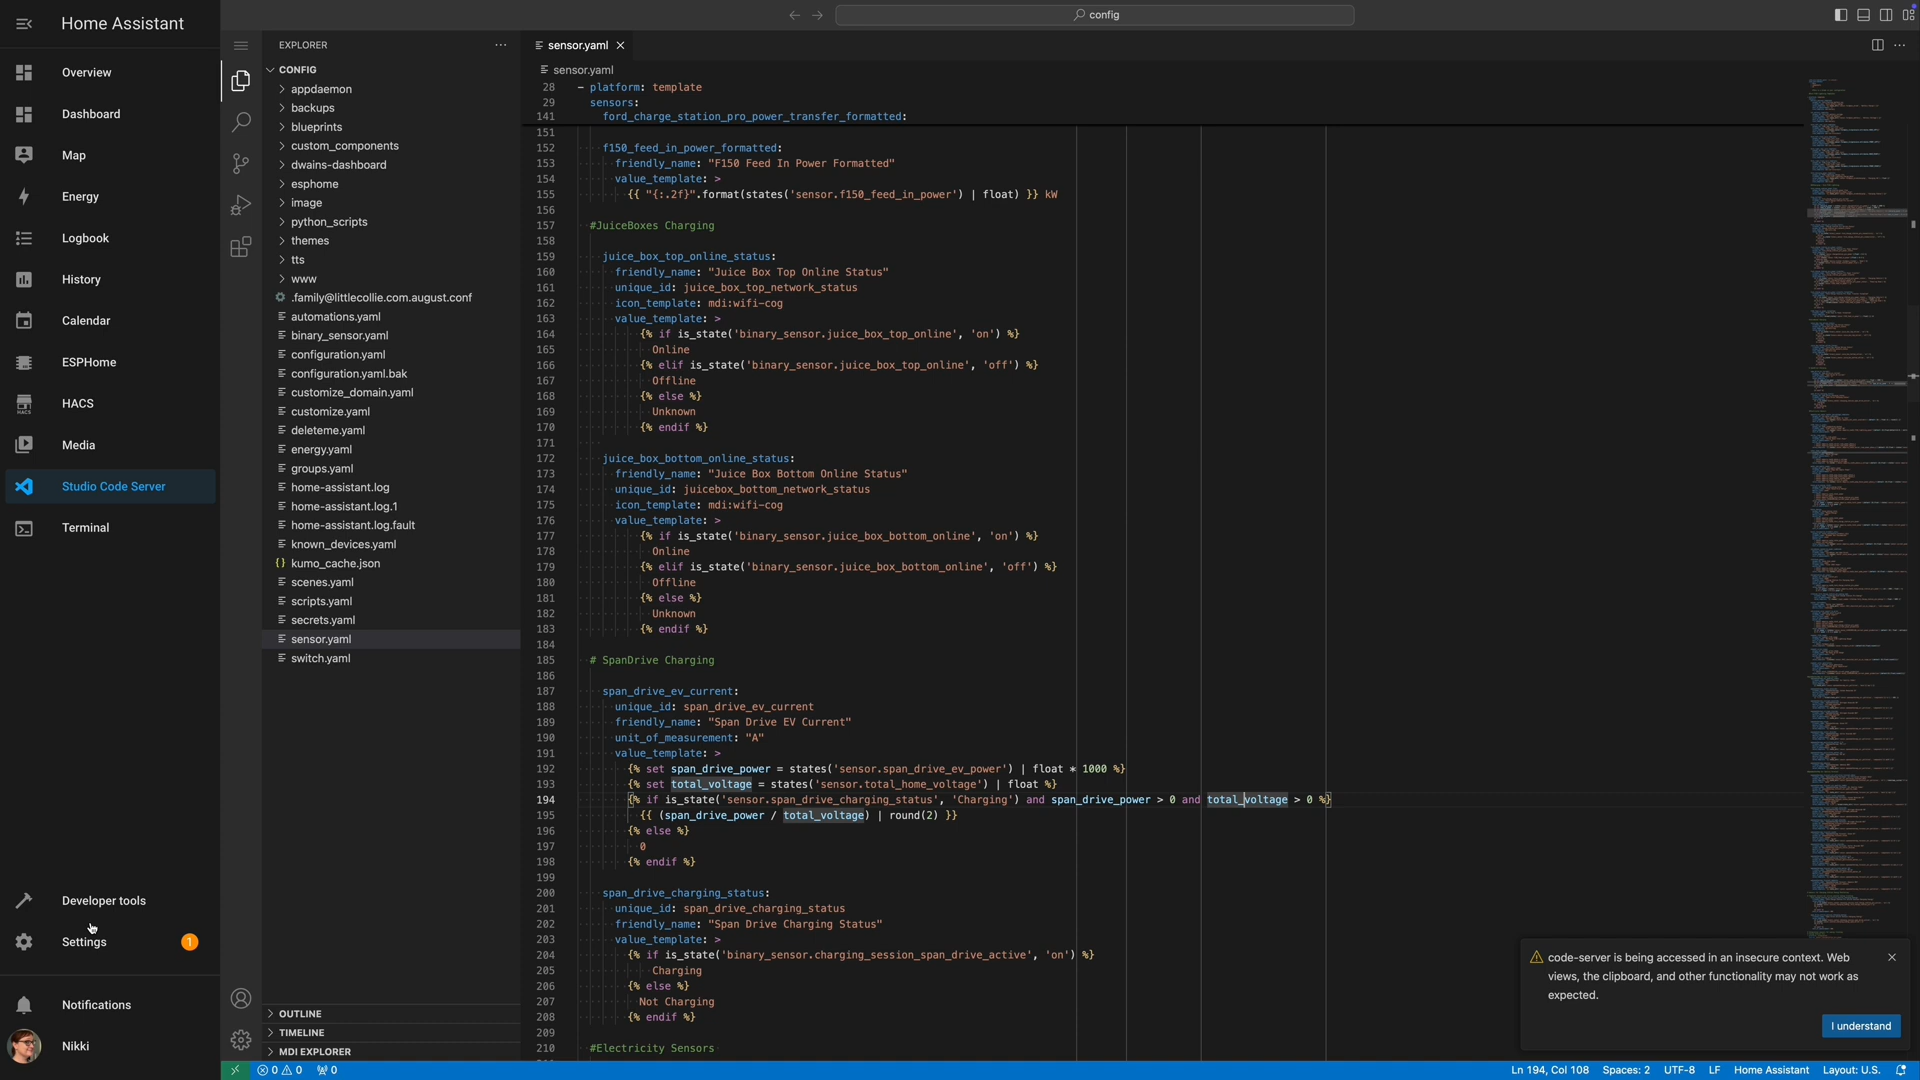 Home Assistant
Overview
Dashboard
Map
Energy
Logbook
History
Calendar
ESPHome
HACS
Media
Studio Code Server
Terminal
Developer tools
Settings 1
Notifications
Nikki
config
EXPLORER
CONFIG
appdaemon
backups
blueprints
custom_components
dwains-dashboard
esphome
image
python_scripts
themes
tts
www
.family@littlecollie.com.august.conf
automations.yaml
binary_sensor.yaml
configuration.yaml
configuration.yaml.bak
customize_domain.yaml
customize.yaml
deleteme.yaml
energy.yaml
groups.yaml
home-assistant.log
home-assistant.log.1
home-assistant.log.fault
known_devices.yaml
kumo_cache.json
scenes.yaml
scripts.yaml
secrets.yaml
sensor.yaml
switch.yaml
OUTLINE
TIMELINE
MDI EXPLORER
sensor.yaml
sensor.yaml
28 - platform: template
29 sensors:
141 ford_charge_station_pro_power_transfer_formatted:
151
152 f150_feed_in_power_formatted:
153 friendly_name: "F150 Feed In Power Formatted"
154 value_template: >
155 {{ "{:.2f}".format(states('sensor.f150_feed_in_power') | float) }} kW
156
157 #JuiceBoxes Charging
158
159 juice_box_top_online_status:
160 friendly_name: "Juice Box Top Online Status"
161 unique_id: juice_box_top_network_status
162 icon_template: mdi:wifi-cog
163 value_template: >
164 {% if is_state('binary_sensor.juice_box_top_online', 'on') %}
165 Online
166 {% elif is_state('binary_sensor.juice_box_top_online', 'off') %}
167 Offline
168 {% else %}
169 Unknown
170 {% endif %}
171
172 juice_box_bottom_online_status:
173 friendly_name: "Juice Box Bottom Online Status"
174 unique_id: juicebox_bottom_network_status
175 icon_template: mdi:wifi-cog
176 value_template: >
177 {% if is_state('binary_sensor.juice_box_bottom_online', 'on') %}
178 Online
179 {% elif is_state('binary_sensor.juice_box_bottom_online', 'off') %}
180 Offline
181 {% else %}
182 Unknown
183 {% endif %}
184
185 # SpanDrive Charging
186
187 span_drive_ev_current:
188 unique_id: span_drive_ev_current
189 friendly_name: "Span Drive EV Current"
190 unit_of_measurement: "A"
191 value_template: >
192 {% set span_drive_power = states('sensor.span_drive_ev_power') | float * 1000 %}
193 {% set total_voltage = states('sensor.total_home_voltage') | float %}
194 {% if is_state('sensor.span_drive_charging_status', 'Charging') and span_drive_power > 0 and total_voltage > 0 %}
195 {{ (span_drive_power / total_voltage) | round(2) }}
196 {% else %}
197 0
198 {% endif %}
199
200 span_drive_charging_status:
201 unique_id: span_drive_charging_status
202 friendly_name: "Span Drive Charging Status"
203 value_template: >
204 {% if is_state('binary_sensor.charging_session_span_drive_active', 'on') %}
205 Charging
206 {% else %}
207 Not Charging
208 {% endif %}
209
210 #Electricity Sensors
code-server is being accessed in an insecure context. Web
views, the clipboard, and other functionality may not work as
expected.
I understand
0 0 0
Ln 194, Col 108 Spaces: 2 UTF-8 LF Home Assistant Layout: U.S.